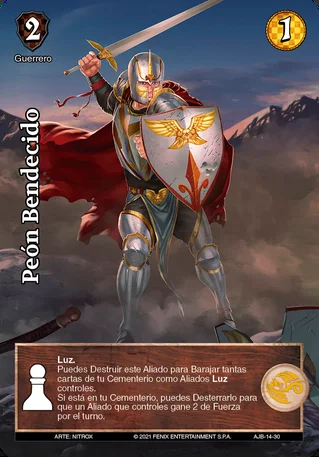 2
1
Guerrero
Peón Bendecido
Luz.
Puedes Destruir este Aliado para Barajar tantas
cartas de tu Cementerio como Aliados Luz
controles.
Si está en tu Cementerio, puedes Desterrarlo para
que un Aliado que controles gane 2 de Fuerza
por el turno.
ARTE: NITROX
© 2021 FENIX ENTERTAINMENT S.P.A.
AJB-14-30